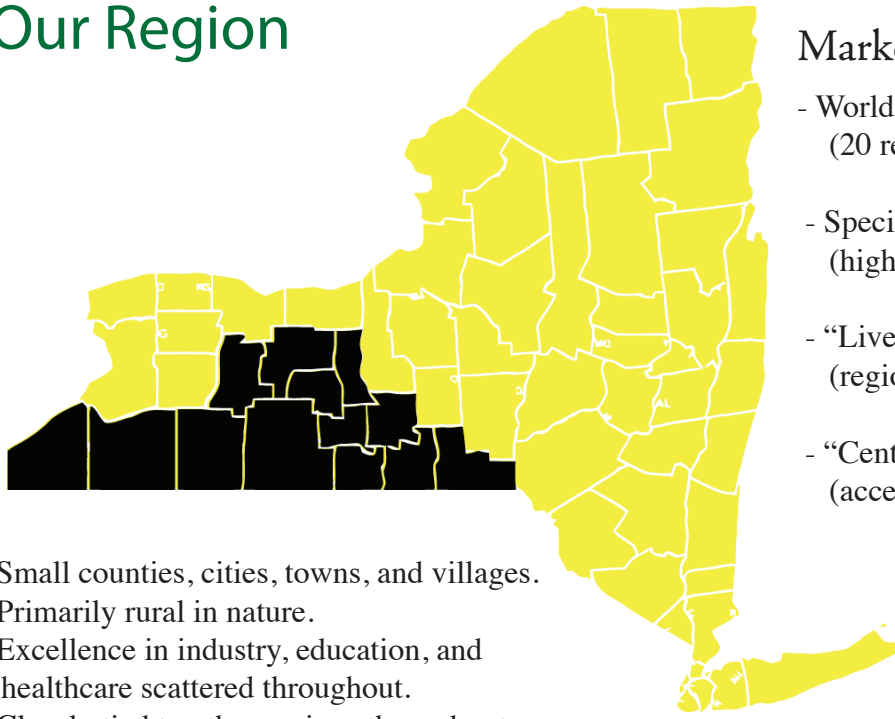 Our Region
Mark
- World
(20 re
- Speci
(high
- “Live
(regio
- “Cent
(acce
Small counties, cities, towns, and villages.
Primarily rural in nature.
Excellence in industry, education, and
healthcare scattered throughout.